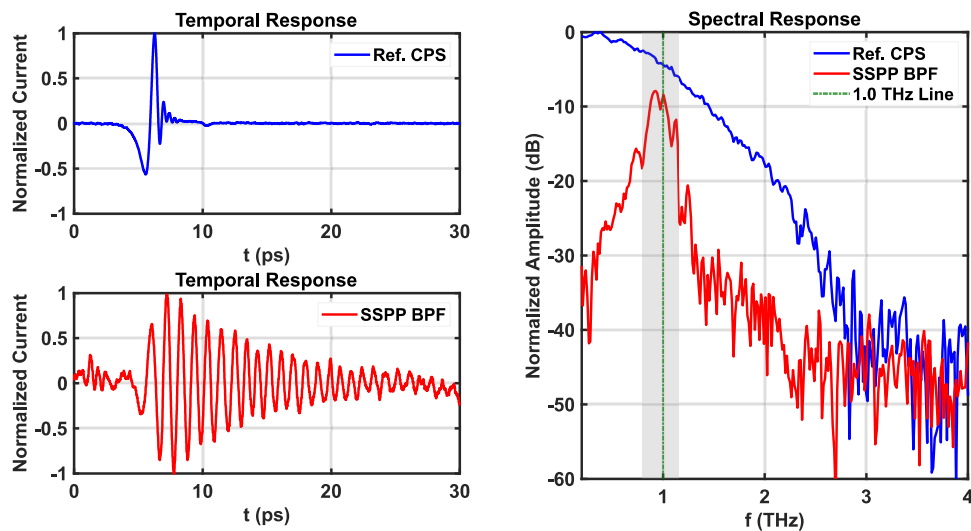 Temporal Response
Normalized Current
1
0.5
0
-0.5
-1
Ref. CPS
0
10
20
30
t (ps)
Temporal Response
Normalized Current
1
0.5
0
-0.5
-1
SSPP BPF
0
10
20
30
t (ps)
Spectral Response
Normalized Amplitude (dB)
0
-10
-20
-30
-40
-50
-60
Ref. CPS
SSPP BPF
1.0 THz Line
1
2
3
4
f (THz)